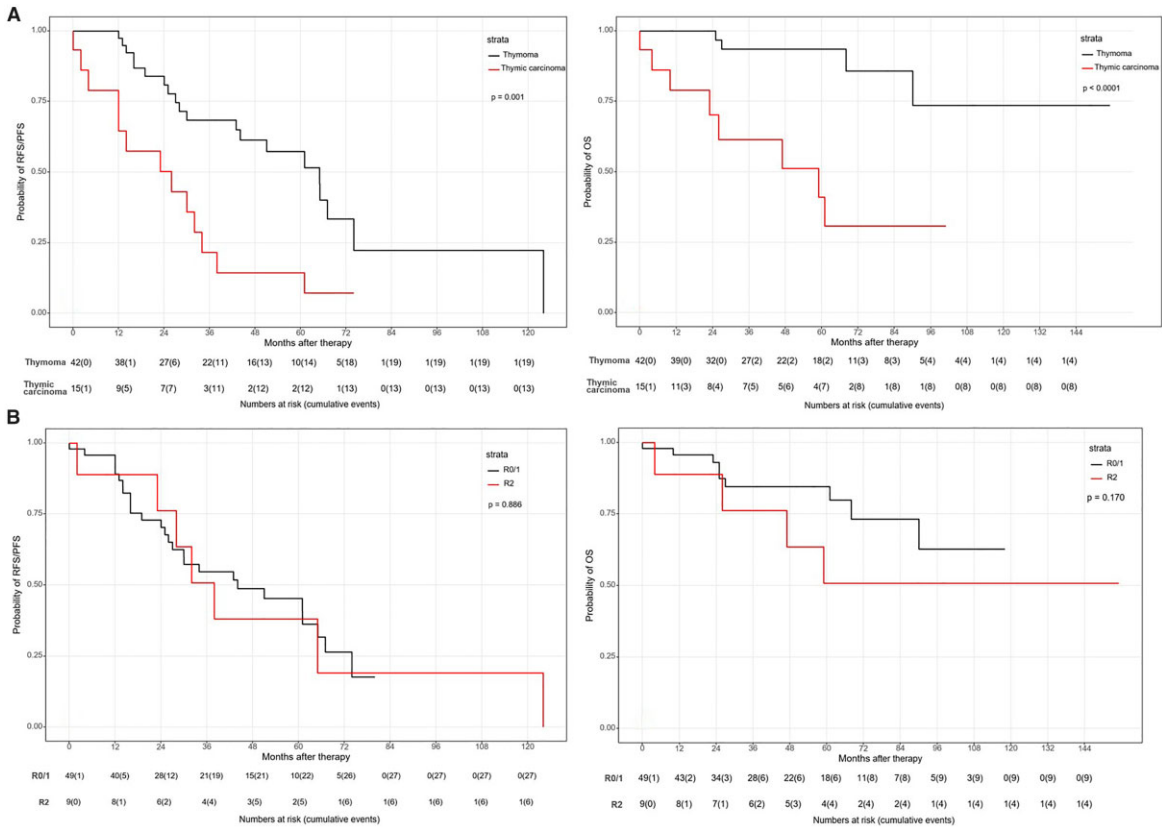 A
Probability of RFS/PFS
1.00
0.75
0.50
0.25
0.00
strata
Thymoma
Thymic carcinoma
p = 0.001
0 12 24 36 48 60 72 84 96 108 120
Months after therapy
Thymoma 42(0) 38(1) 27(6) 22(11) 16(13) 10(14) 5(18) 1(19) 1(19) 1(19) 1(19)
Thymic carcinoma 15(1) 9(5) 7(7) 3(11) 2(12) 2(12) 1(13) 0(13) 0(13) 0(13) 0(13)
Numbers at risk (cumulative events)
Probability of OS
1.00
0.75
0.50
0.25
0.00
strata
Thymoma
Thymic carcinoma
p < 0.0001
0 12 24 36 48 60 72 84 96 108 120 132 144
Months after therapy
Thymoma 42(0) 39(0) 32(0) 27(2) 22(2) 18(2) 11(3) 8(3) 5(4) 4(4) 1(4) 1(4) 1(4)
Thymic carcinoma 15(1) 11(3) 8(4) 7(5) 5(6) 4(7) 2(8) 1(8) 1(8) 0(8) 0(8) 0(8) 0(8)
Numbers at risk (cumulative events)
B
Probability of RFS/PFS
1.00
0.75
0.50
0.25
0.00
strata
R0/1
R2
p = 0.886
0 12 24 36 48 60 72 84 96 108 120
Months after therapy
R0/1 49(1) 40(5) 28(12) 21(19) 15(21) 10(22) 5(26) 0(27) 0(27) 0(27) 0(27)
R2 9(0) 8(1) 6(2) 4(4) 3(5) 2(5) 1(6) 1(6) 1(6) 1(6) 1(6)
Numbers at risk (cumulative events)
Probability of OS
1.00
0.75
0.50
0.25
0.00
strata
R0/1
R2
p = 0.170
0 12 24 36 48 60 72 84 96 108 120 132 144
Months after therapy
R0/1 49(1) 43(2) 34(3) 28(6) 22(6) 18(6) 11(8) 7(8) 5(9) 3(9) 0(9) 0(9) 0(9)
R2 9(0) 8(1) 7(1) 6(2) 5(3) 4(4) 2(4) 2(4) 1(4) 1(4) 1(4) 1(4) 1(4)
Numbers at risk (cumulative events)